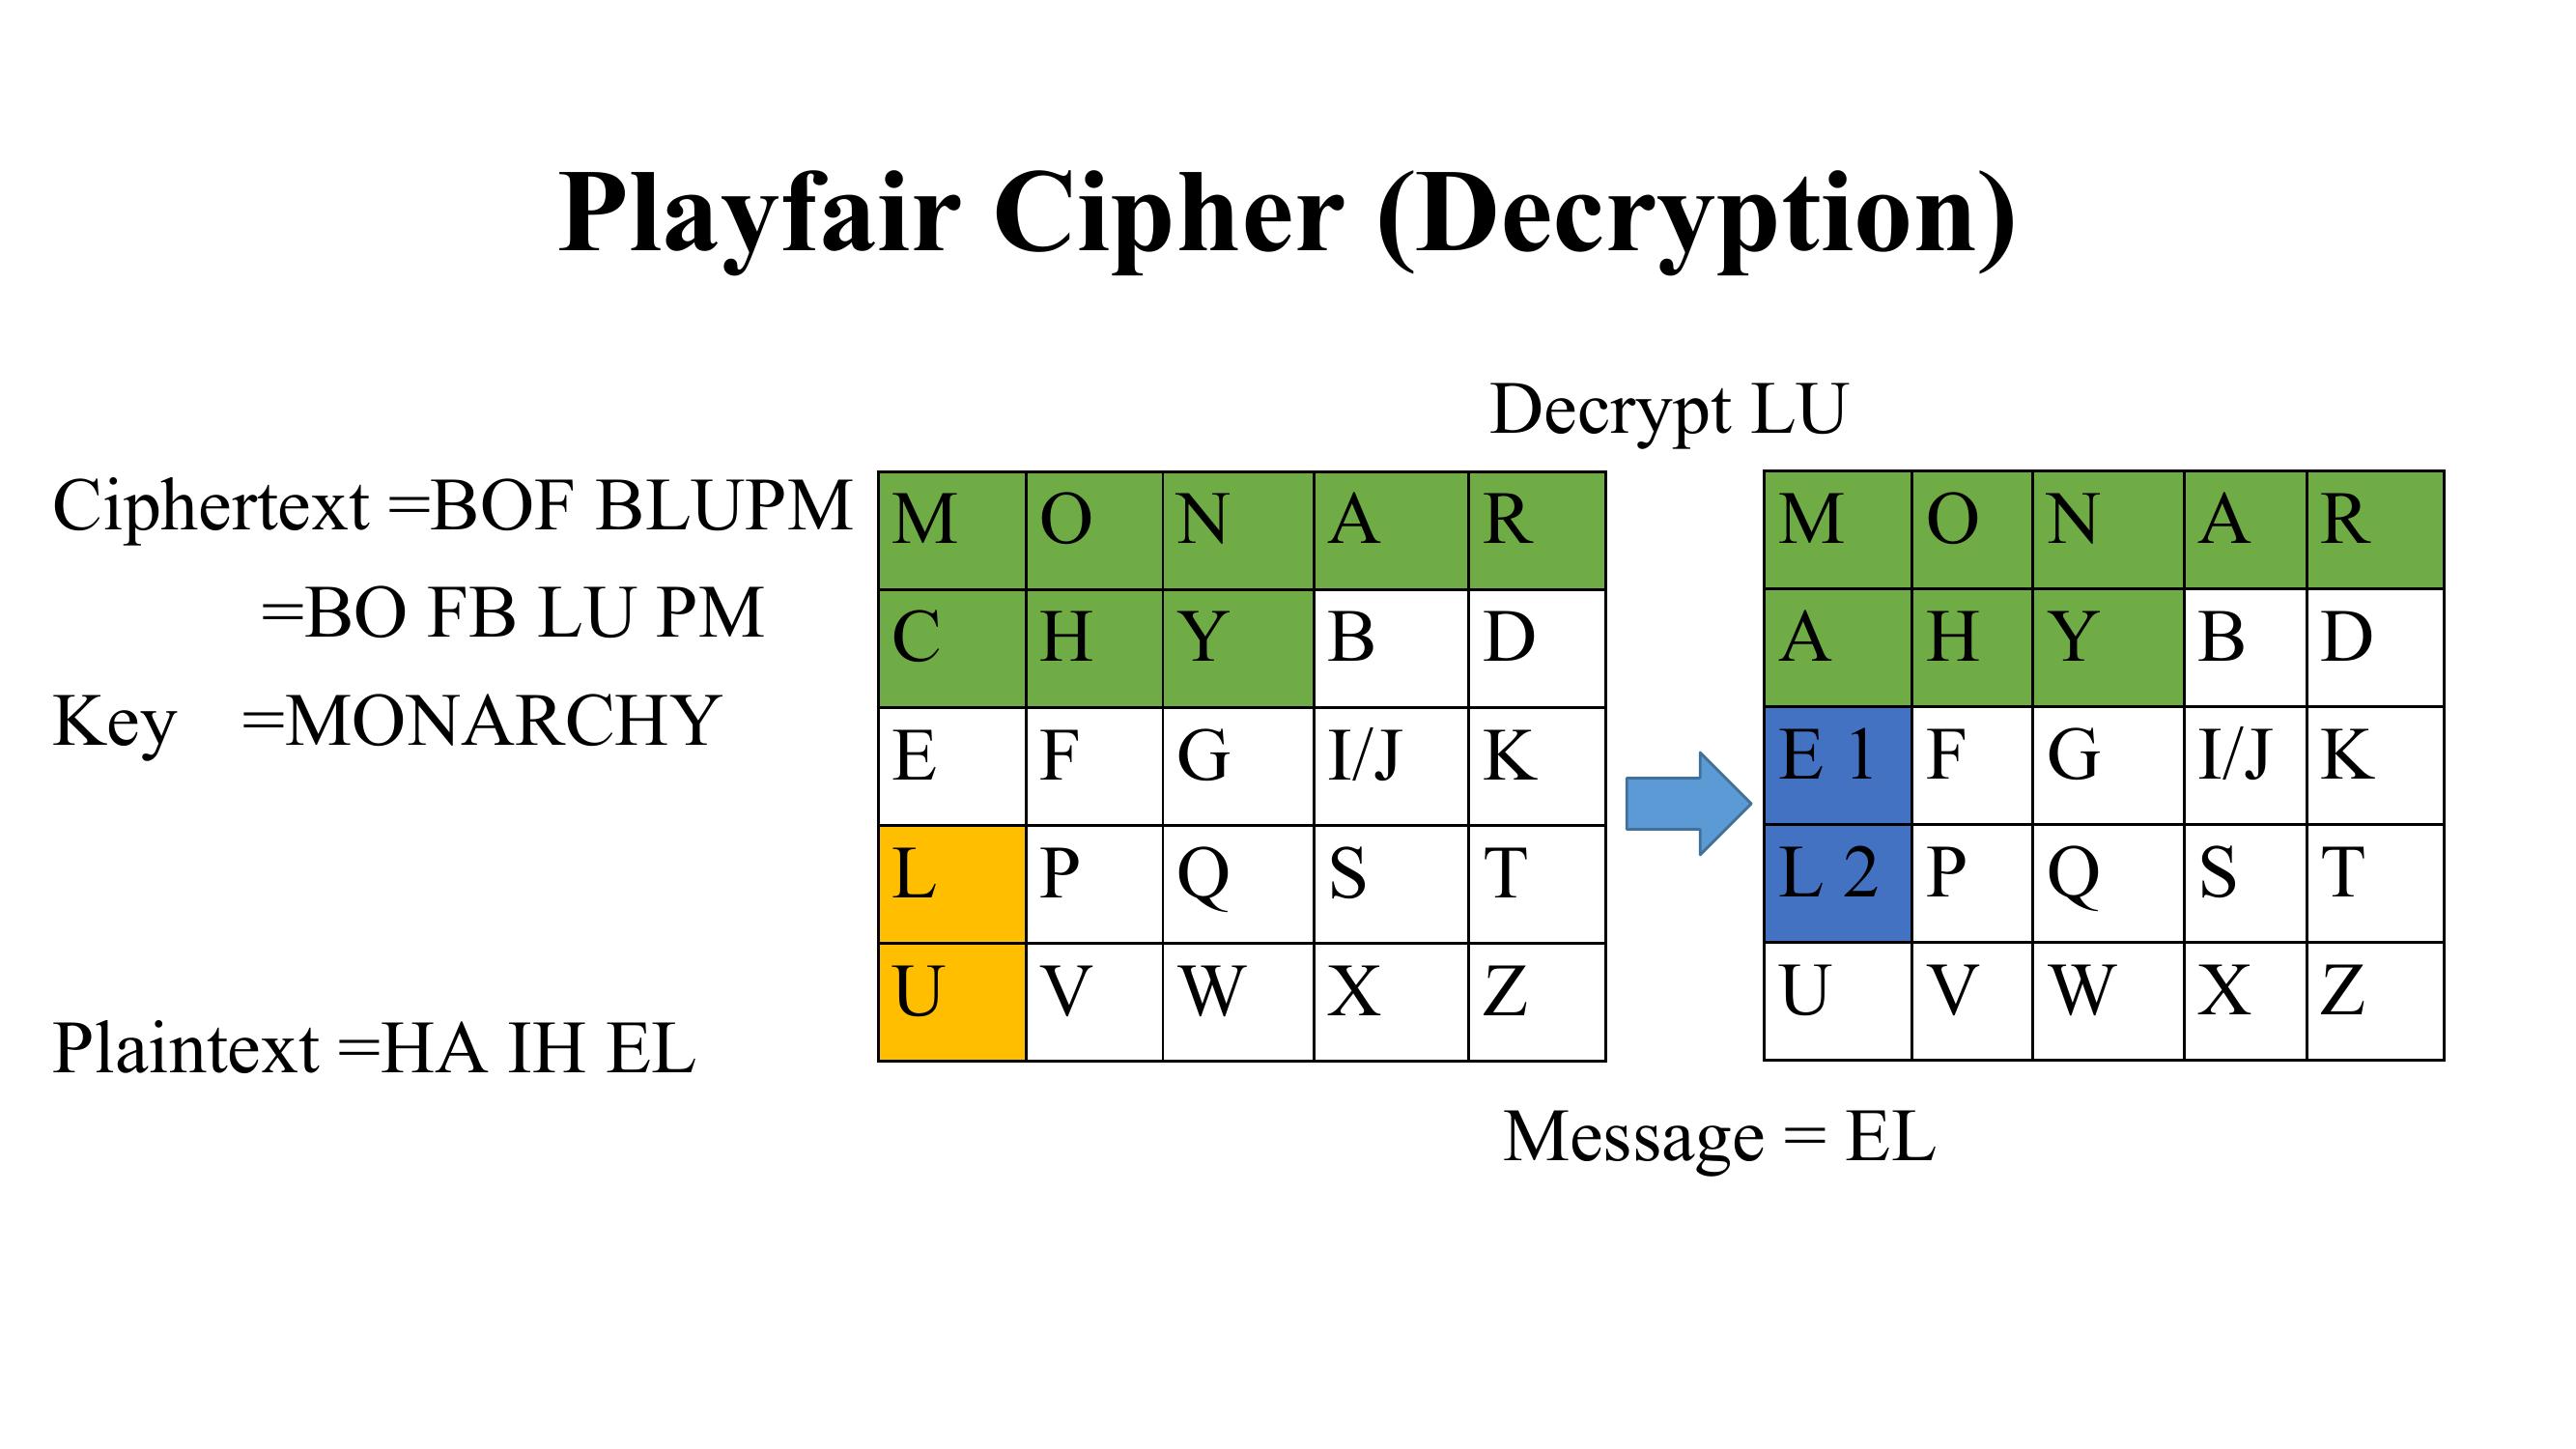 Playfair Cipher (Decryption)
Decrypt LU
Ciphertext =BOF BLUPM
=BO FB LU PM
Key =MONARCHY
Plaintext =HA IH EL
M O N A R
C H Y B D
E F G I/J K
L P Q S T
U V W X Z
M O N A R
A H Y B D
E 1 F G I/J K
L 2 P Q S T
U V W X Z
Message = EL